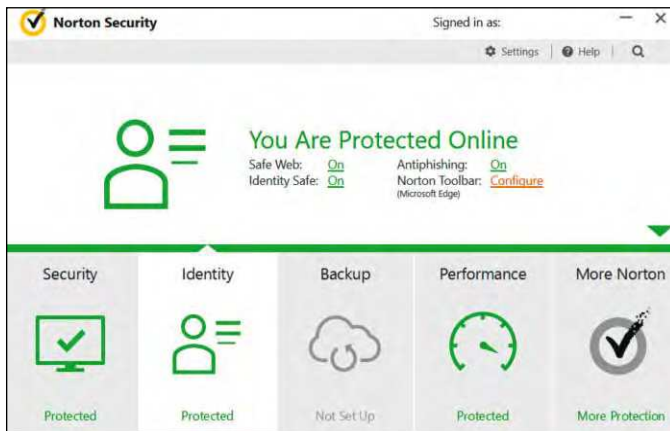 Norton Security
Signed in as:
Settings | Help |
You Are Protected Online
Safe Web: On Antiphishing: On
Identity Safe: On Norton Toolbar: Configure
(Microsoft Edge)
Security Identity Backup Performance More Norton
Protected Protected Not Set Up Protected More Protection